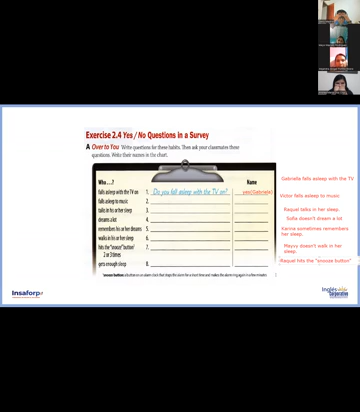 Exercise 2.4 Yes / No Questions in a Survey
A Over to You Write questions for these habits. Then ask your classmates these
questions. Write their names in the chart.
Who. . . ?
Name
falls asleep with the TV on 1. Do you fall asleep with the TV on? yes(Gabriela)
falls asleep to music 2.
talks in his or her sleep 3.
dreams a lot 4.
remembers his or her dreams 5.
walks in his or her sleep 6.
hits the "snooze" button* 7.
2 or 3 times
gets enough sleep 8.
Gabriela falls asleep with the TV
Victor falls asleep to music
Raquel talks in her sleep.
Sofia doesn't dream a lot
Karina sometimes remembers
her sleep.
Mayvy doesn't walk in her
sleep.
Raquel hits the "snooze button"
Insaforp
Inglés
Corporativo